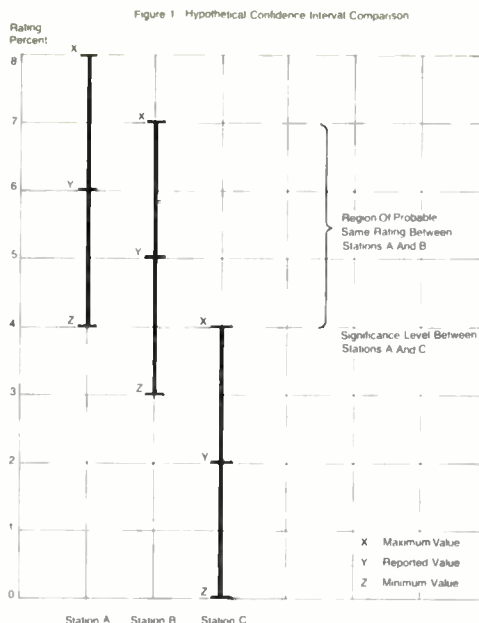 Figure 1 Hypothetical Confidence Interval Comparison
Rating
Percent
8
7
6
5
4
3
2
1
0
X
Y
Z
X
Y
Z
X
Y
Z
Region Of Probable
Same Rating Between
Stations A And B
Significance Level Between
Stations A And C
X Maximum Value
Y Reported Value
Z Minimum Value
Station A Station B Station C